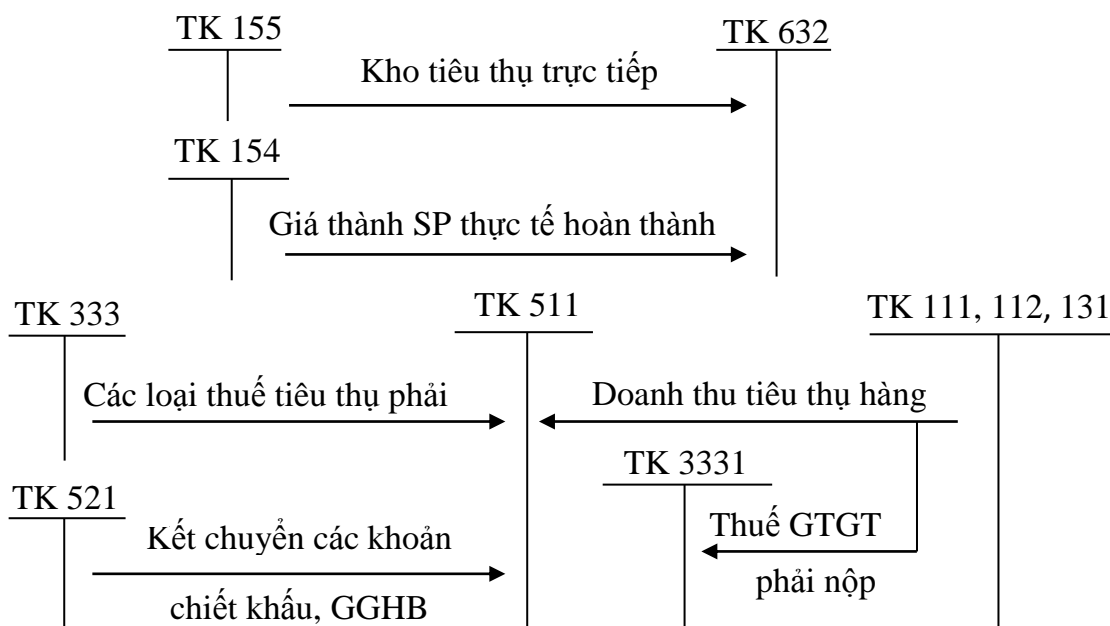 TK 155
TK 632
Kho tiêu thụ trực tiếp
TK 154
Giá thành SP thực tế hoàn thành
TK 333
TK 511
TK 111, 112, 131
Các loại thuế tiêu thụ phải
Doanh thu tiêu thụ hàng
TK 3331
TK 521
Kết chuyển các khoản
chiết khấu, GGHB
Thuế GTGT
phải nộp